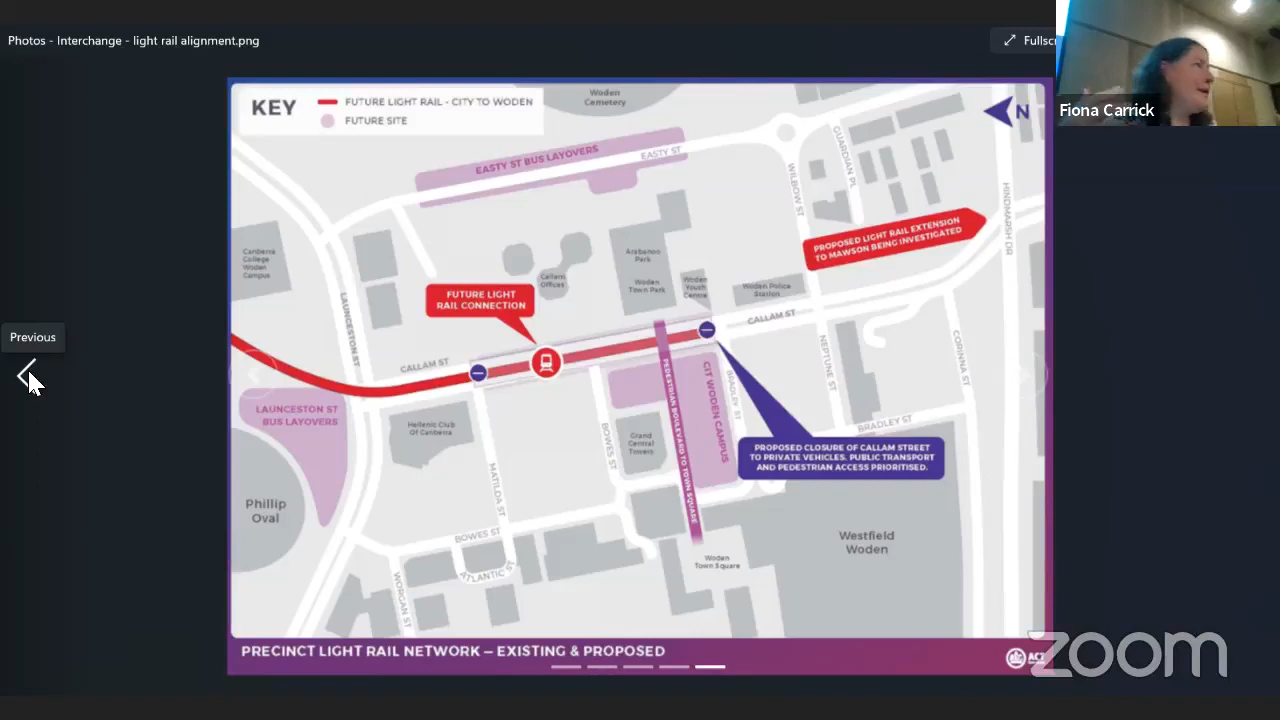 Photos - Interchange - light rail alignment.png
Fiona Carrick
KEY
FUTURE LIGHT RAIL - CITY TO WODEN
FUTURE SITE
Woden
Cemetery
N
EASTY ST BUS LAYOVERS
EASTY ST
GUARDIAN PL
WILBOW ST
HINDMARSH DR
PROPOSED LIGHT RAIL EXTENSION
TO MAWSON BEING INVESTIGATED
Canberra
College
Woden
Campus
Callam
Offices
Arabanoo
Park
Woden
Town Park
Woden
Youth
Centre
Woden Police
Station
FUTURE LIGHT
RAIL CONNECTION
LAUNCESTON ST
CALLAM ST
CALLAM ST
Previous
NEPTUNE ST
CORINNA ST
LAUNCESTON ST
BUS LAYOVERS
Hellenic Club
Of Canberra
MATILDA ST
BOWES ST
Grand
Central
Towers
PEDESTRIAN BOULEVARD TO TOWN SQUARE
CIT WODEN CAMPUS
BRADLEY ST
BRADLEY ST
PROPOSED CLOSURE OF CALLAM STREET
TO PRIVATE VEHICLES. PUBLIC TRANSPORT
AND PEDESTRIAN ACCESS PRIORITISED.
Phillip
Oval
BOWES ST
ATLANTIC ST
WORGAN ST
Woden
Town Square
Westfield
Woden
PRECINCT LIGHT RAIL NETWORK – EXISTING & PROPOSED
ACT
zoom